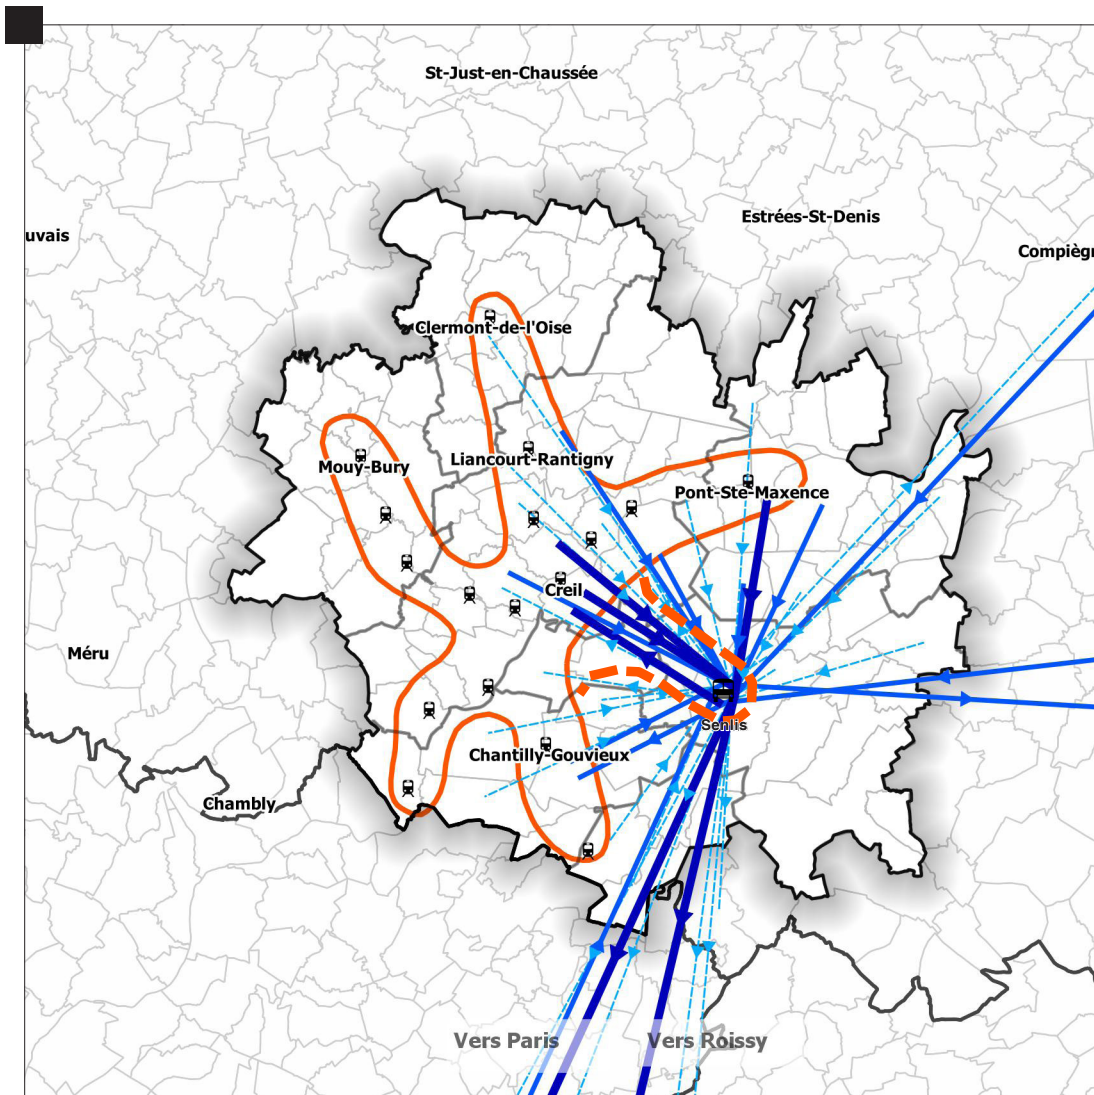 St-Just-en-Chaussée
Estrées-St-Denis
uvais
Compiègn
Clermont-de-l'Oise
Liancourt-Rantigny
Mouy-Bury
Pont-Ste-Maxence
Creil
Méru
Senlis
Chantilly-Gouvieux
Chambly
Vers Paris
Vers Roissy